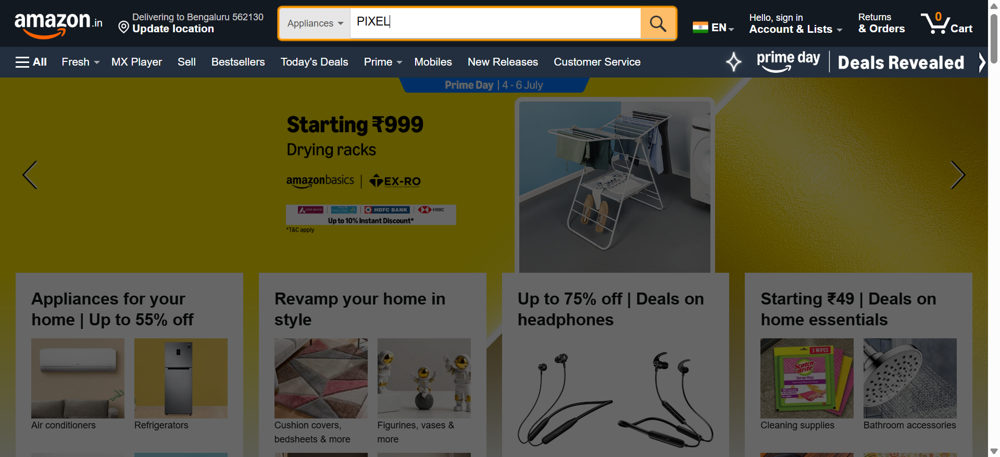 amazon.in
Delivering to Bengaluru 562130
Update location
Appliances
PIXEL
EN
Hello, sign in
Account & Lists
Returns
& Orders
0
Cart
All
Fresh
MX Player
Sell
Bestsellers
Today's Deals
Prime
Mobiles
New Releases
Customer Service
prime day
Deals Revealed
Prime Day | 4 - 6 July
Starting ₹999
Drying racks
amazonbasics
EX-RO
AXIS BANK
HDFC BANK
HSBC
Up to 10% Instant Discount*
*T&C apply
Appliances for your
home | Up to 55% off
Air conditioners
Refrigerators
Revamp your home in
style
Cushion covers,
bedsheets & more
Figurines, vases &
more
Up to 75% off | Deals on
headphones
Starting ₹49 | Deals on
home essentials
3 WIPES
Scotch
Brite
Sponge Wipe
Cleaning supplies
Bathroom accessories